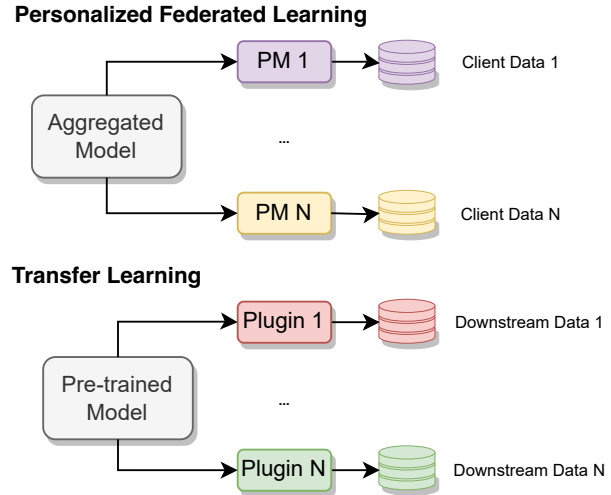 Personalized Federated Learning
PM 1
Client Data 1
Aggregated
Model
...
PM N
Client Data N
Transfer Learning
Plugin 1
Downstream Data 1
Pre-trained
Model
...
Plugin N
Downstream Data N